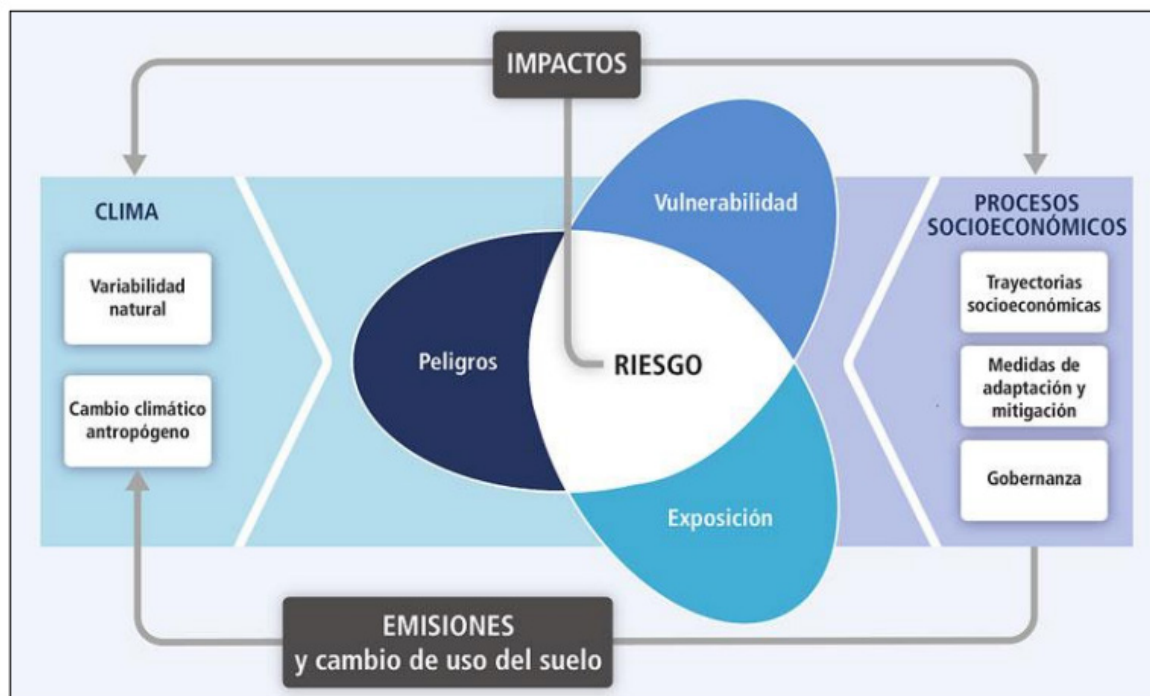 IMPACTOS
CLIMA
Variabilidad
natural
Cambio climático
antropógeno
Vulnerabilidad
Peligros
RIESGO
Exposición
PROCESOS
SOCIOECONÓMICOS
Trayectorias
socioeconómicas
Medidas de
adaptación y
mitigación
Gobernanza
EMISIONES
y cambio de uso del suelo